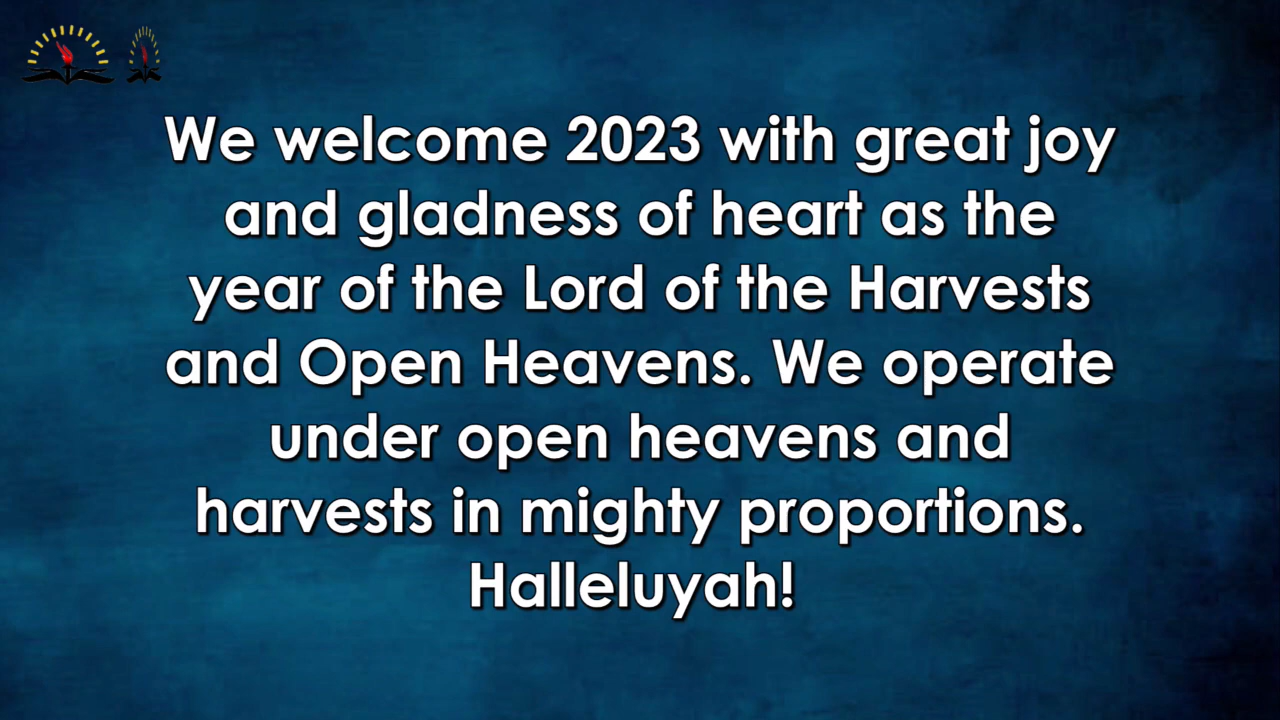 We welcome 2023 with great joy
and gladness of heart as the
year of the Lord of the Harvests
and Open Heavens. We operate
under open heavens and
harvests in mighty proportions.
Halleluyah!